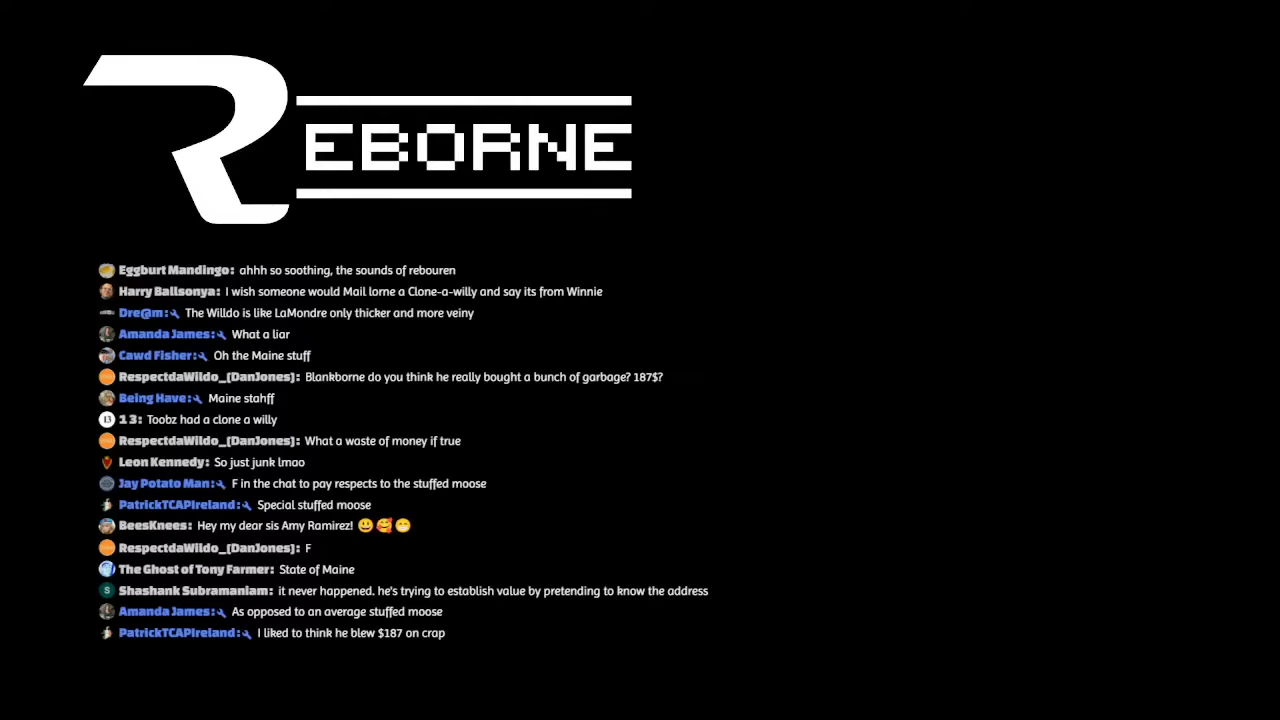 REBORNE
Eggburt Mandingo: ahhh so soothing, the sounds of rebouren
Harry Ballsonya: I wish someone would Mail lorne a Clone-a-willy and say its from Winnie
Dre@m: The Willdo is like LaMondre only thicker and more veiny
Amanda James: What a liar
Cawd Fisher: Oh the Maine stuff
RespectdaWildo_(DanJones): Blankborne do you think he really bought a bunch of garbage? 187$?
Being Have: Maine stahff
13 1 3: Toobz had a clone a willy
RespectdaWildo_(DanJones): What a waste of money if true
Leon Kennedy: So just junk lmao
Jay Potato Man: F in the chat to pay respects to the stuffed moose
PatrickTCAPIreland: Special stuffed moose
BeesKnees: Hey my dear sis Amy Ramirez! 😃🥰😁
RespectdaWildo_(DanJones): F
The Ghost of Tony Farmer: State of Maine
S Shashank Subramaniam: it never happened. he's trying to establish value by pretending to know the address
Amanda James: As opposed to an average stuffed moose
PatrickTCAPIreland: I liked to think he blew $187 on crap